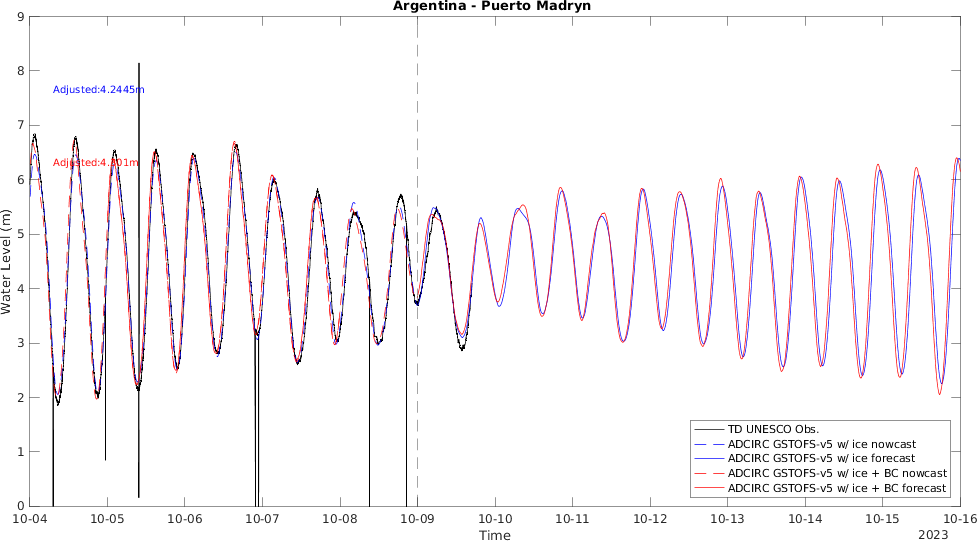 Argentina - Puerto Madryn
9
8
7
6
5
4
3
2
1
0
Water Level (m)
Adjusted:4.2445m
TD UNESCO Obs.
ADCIRC GSTOFS-v5 w/ ice nowcast
ADCIRC GSTOFS-v5 w/ ice forecast
ADCIRC GSTOFS-v5 w/ ice + BC nowcast
ADCIRC GSTOFS-v5 w/ ice + BC forecast
10-04 10-05 10-06 10-07 10-08 10-09 10-10 10-11 10-12 10-13 10-14 10-15 10-16
Time
2023